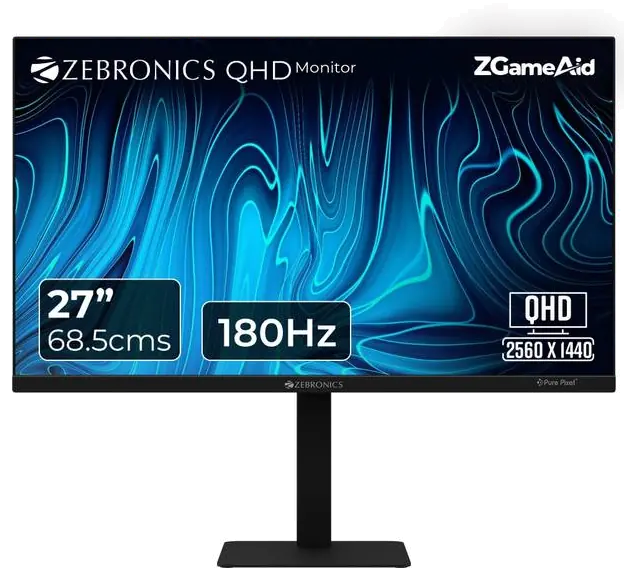 ZEBRONICS QHD Monitor
ZGameAid
27”
68.5cms
180Hz
QHD
2560 X 1440
ZEBRONICS
Pure Pixel